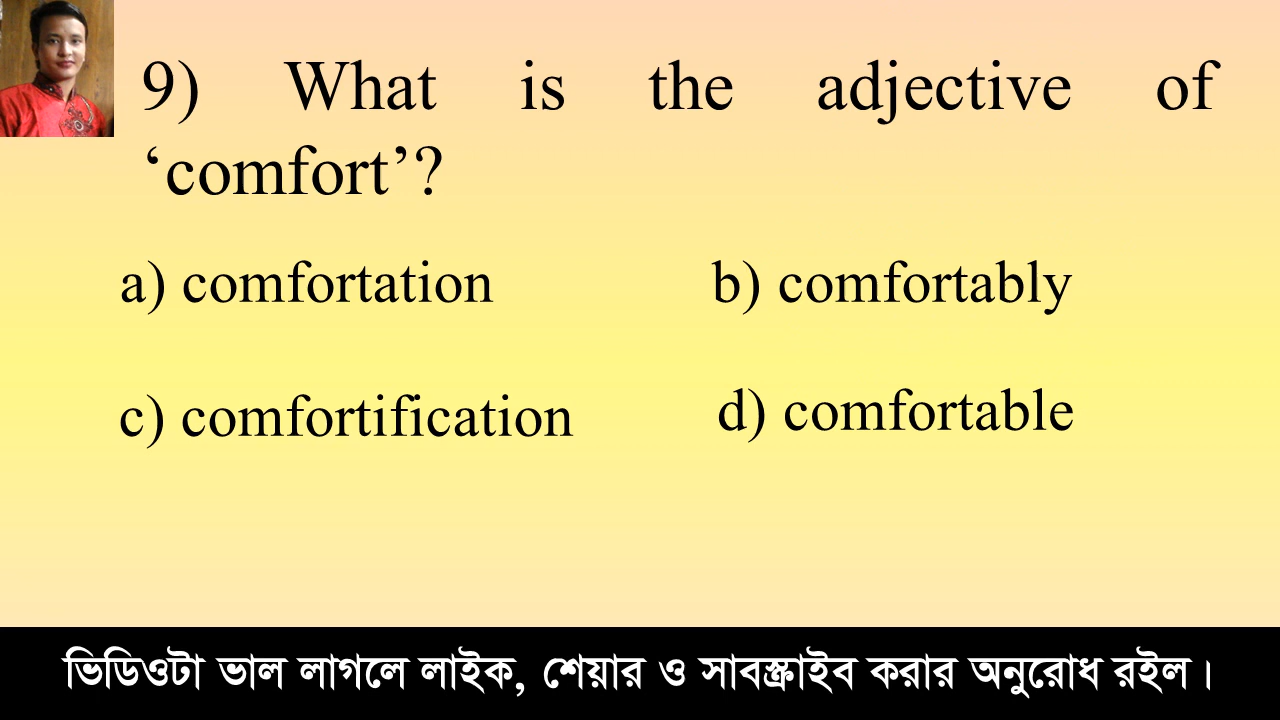 9) What is the adjective of
‘comfort’?
a) comfortation b) comfortably
c) comfortification d) comfortable
ভিডিওটা ভাল লাগলে লাইক, শেয়ার ও সাবস্ক্রাইব করার অনুরোধ রইল।